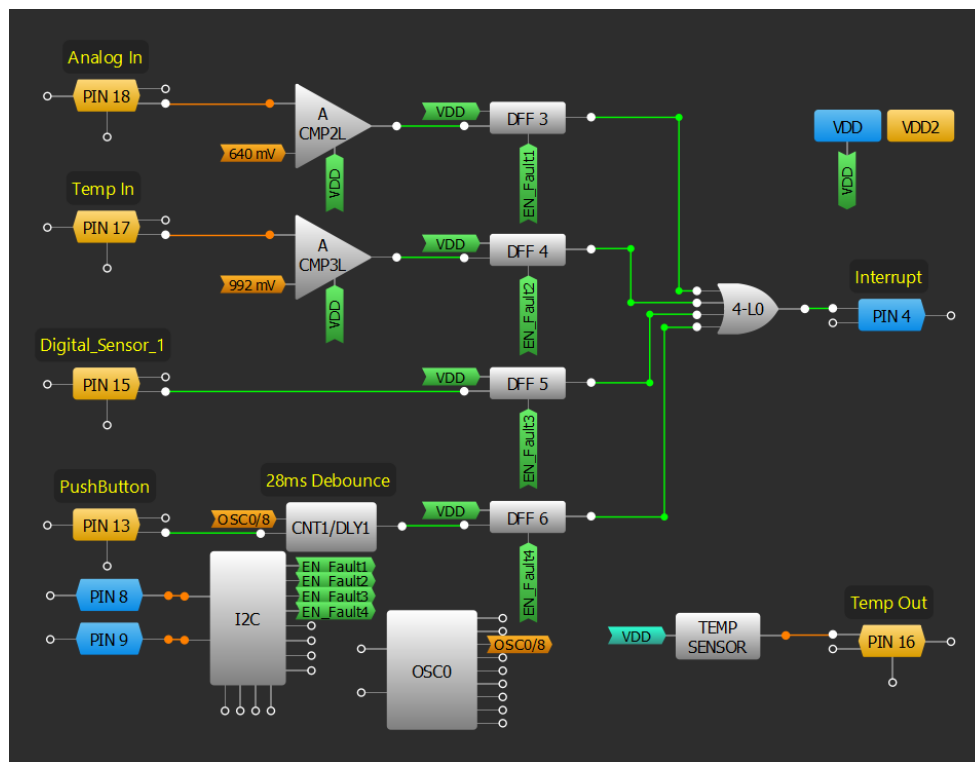 Analog In
PIN 18
A
CMP2L
640 mV
VDD
VDD
DFF 3
EN_Fault1
VDD
VDD2
VDD
Temp In
PIN 17
A
CMP3L
992 mV
VDD
VDD
DFF 4
EN_Fault2
4-L0
Interrupt
PIN 4
Digital_Sensor_1
PIN 15
VDD
DFF 5
EN_Fault3
PushButton
PIN 13
28ms Debounce
OSC0/8
CNT1/DLY1
VDD
DFF 6
EN_Fault4
PIN 8
PIN 9
I2C
EN_Fault1
EN_Fault2
EN_Fault3
EN_Fault4
OSC0
OSC0/8
VDD
TEMP
SENSOR
Temp Out
PIN 16